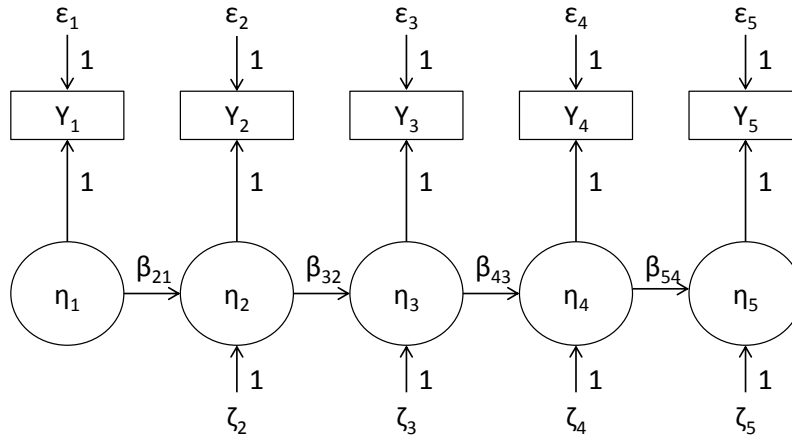 ε₁ ε₂ ε₃ ε₄ ε₅
1 1 1 1 1
Y₁ Y₂ Y₃ Y₄ Y₅
1 1 1 1 1
β₂₁ β₃₂ β₄₃ β₅₄
η₁ η₂ η₃ η₄ η₅
1 1 1 1
ζ₂ ζ₃ ζ₄ ζ₅